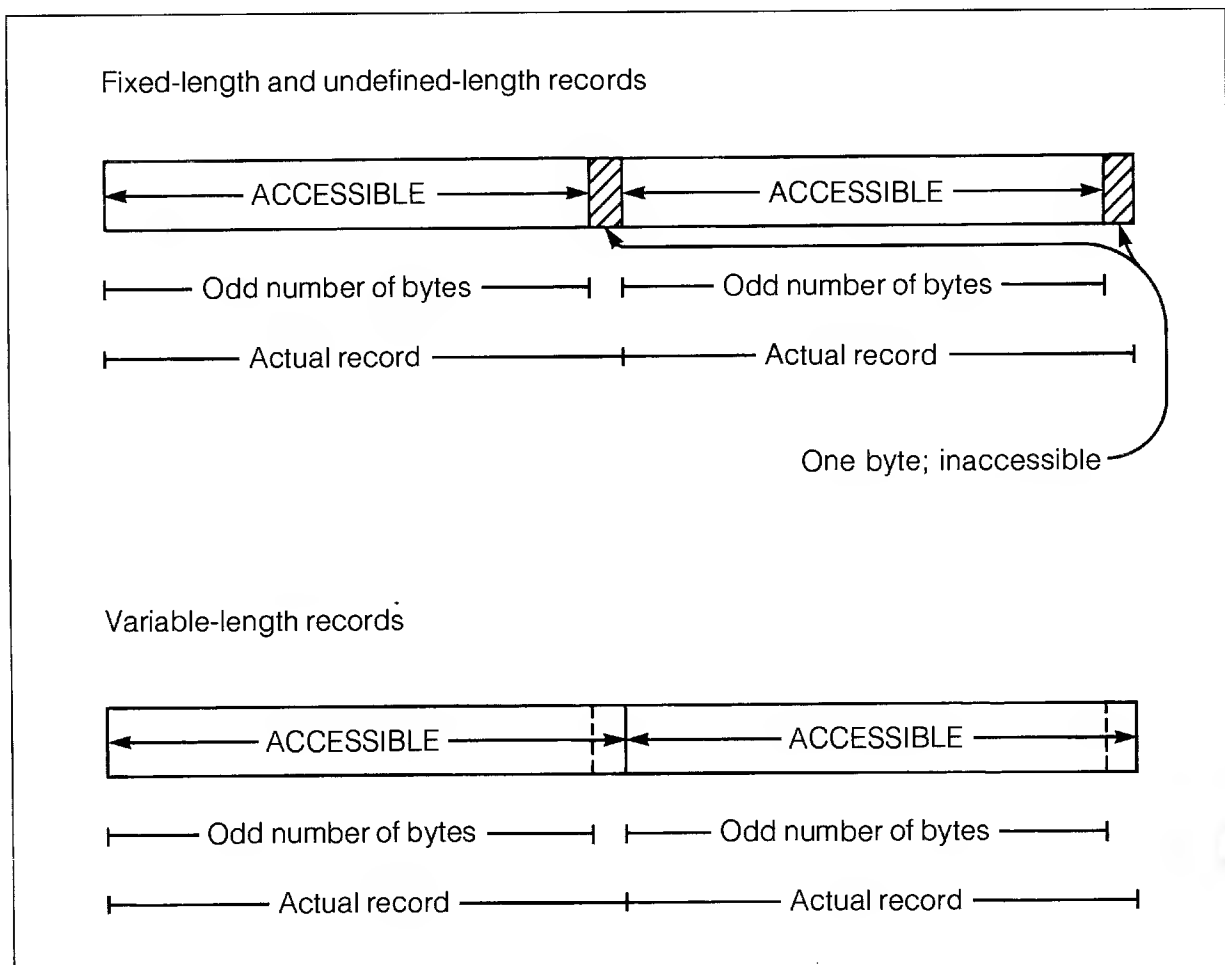 Fixed-length and undefined-length records
ACCESSIBLE ACCESSIBLE
Odd number of bytes Odd number of bytes
Actual record Actual record
One byte; inaccessible
Variable-length records
ACCESSIBLE ACCESSIBLE
Odd number of bytes Odd number of bytes
Actual record Actual record